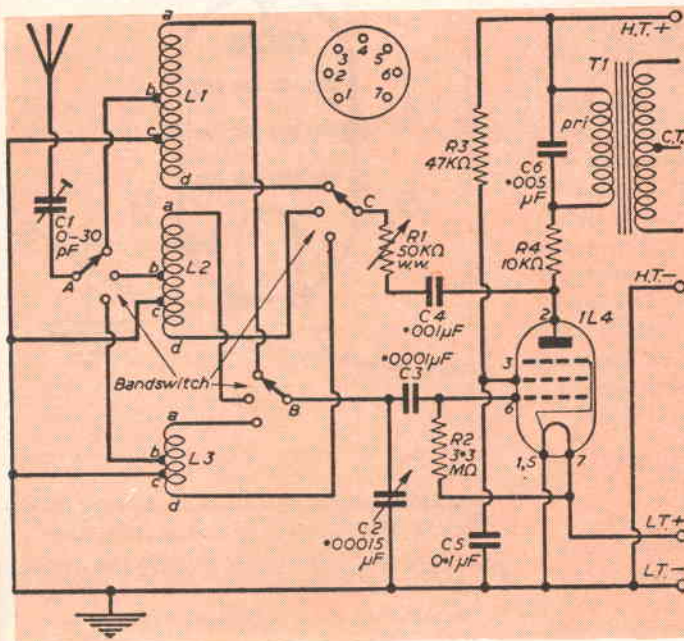 a
b
c
d
L1
4
3
5
2
6
1
7
H.T.+
T1
pri
C.T.
R3
47KΩ
C6
·005
μF
R4
10KΩ
C
R1
50KΩ
w.w.
C1
0-30
pF
A
a
b
c
d
L2
C4
·001μF
H.T.-
1L4
2
3
6
1,5
7
Bandswitch
·0001μF
C3
B
a
b
c
d
L3
R2
3·3
MΩ
C2
·00015
μF
C5
0·1μF
L.T.+
L.T.-